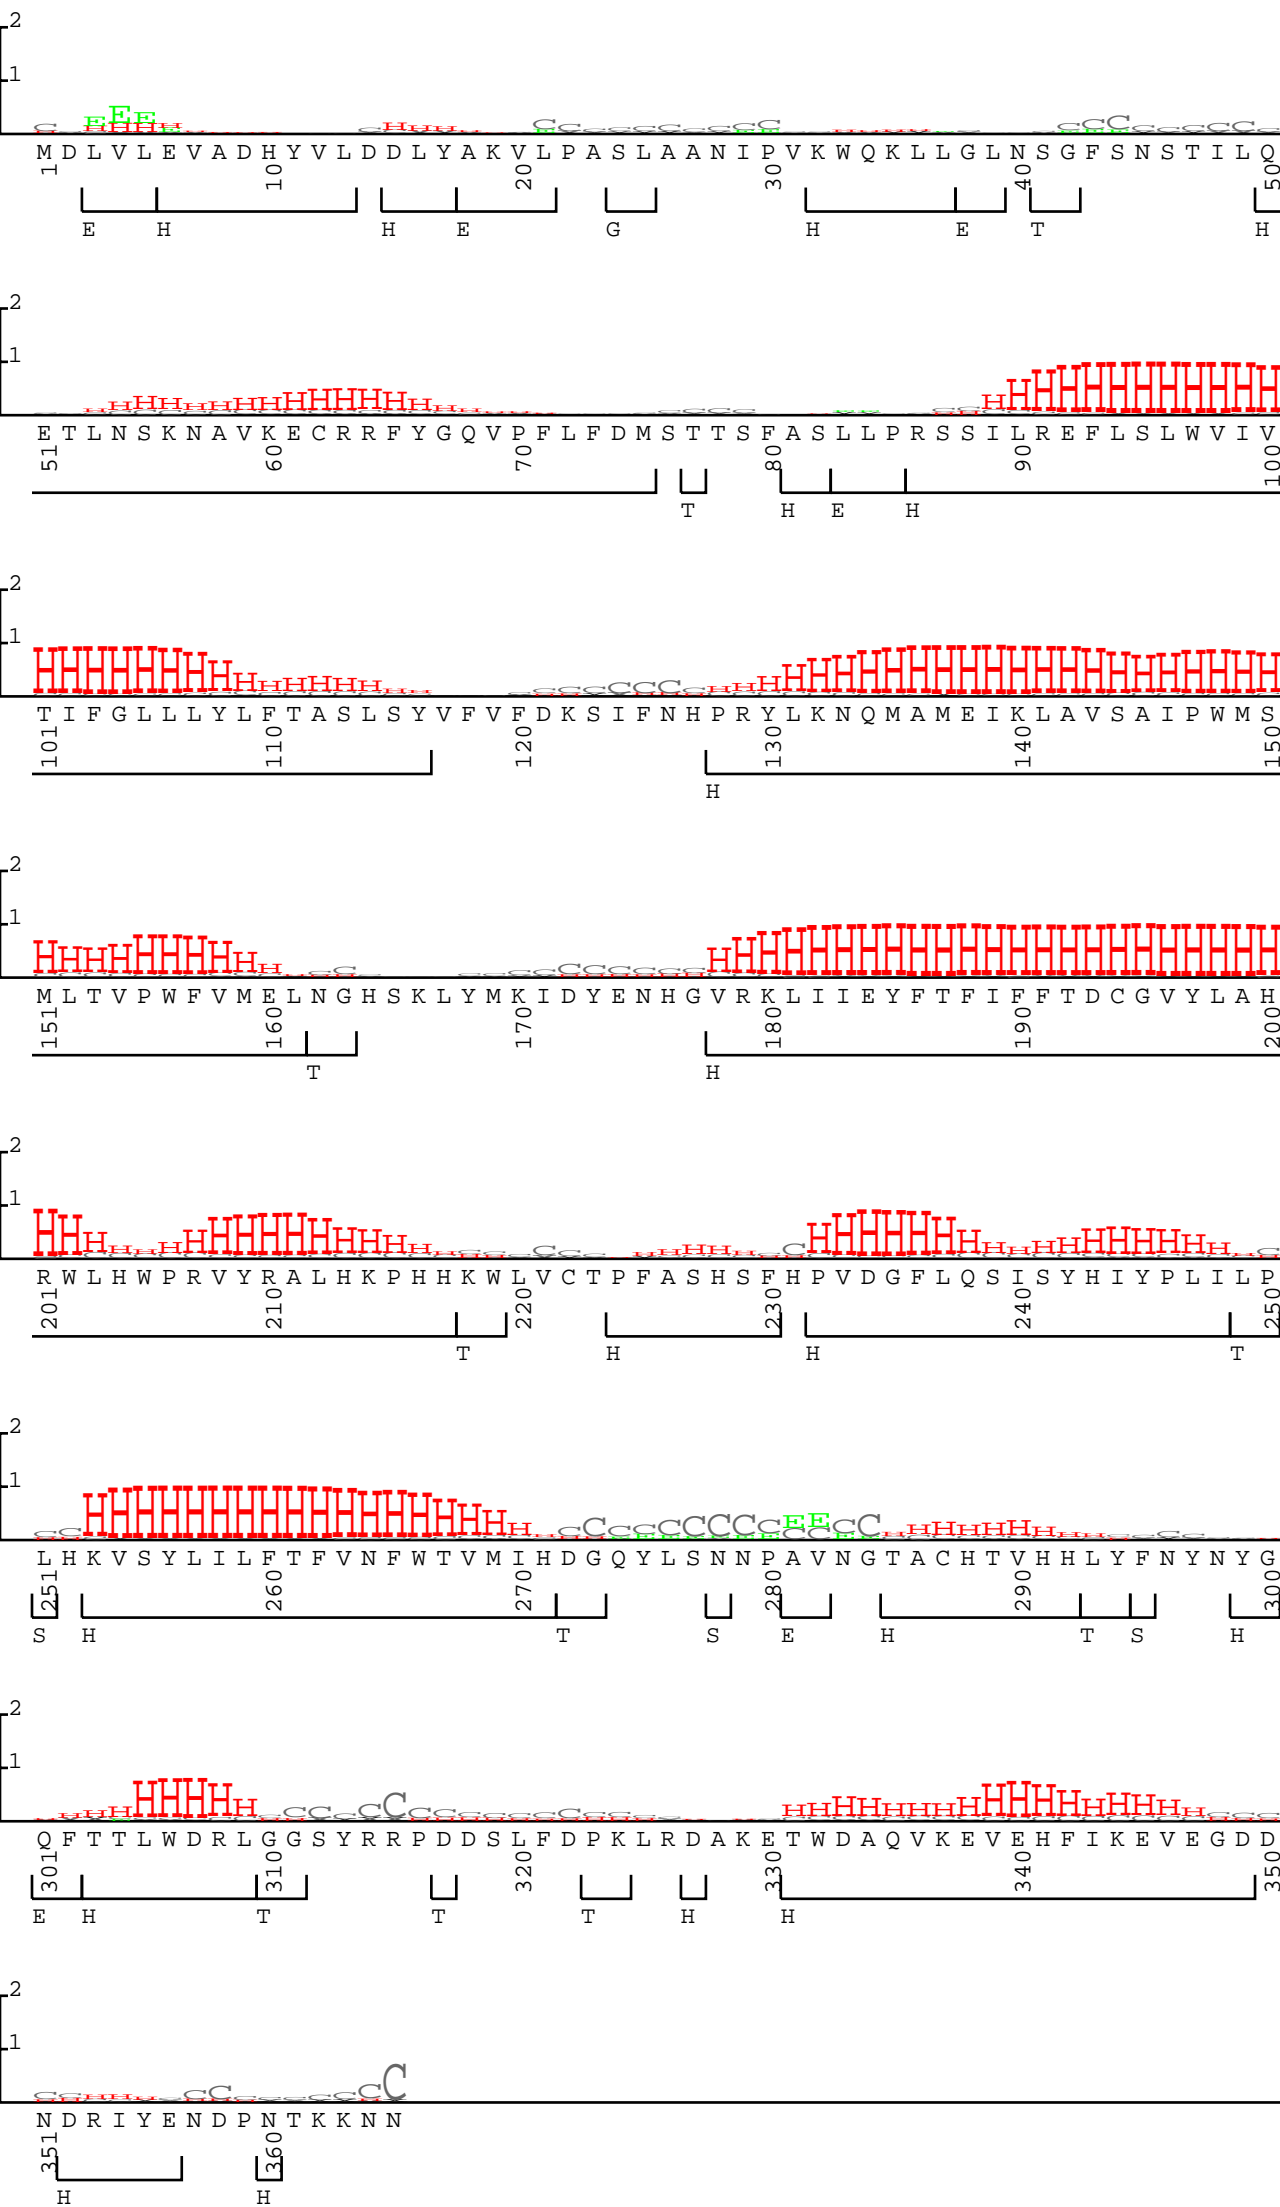 2
1
M D L V L E V A D H Y V L D D L Y A K V L P A S L A A N I P V K W Q K L L G L N S G F S N S T I L Q
1 10 20 30 40 50
E H H E G H E T H
2
1
E T L N S K N A V K E C R R F Y G Q V P F L F D M S T T S F A S L L P R S S I L R E F L S L W V I V
51 60 70 80 90 100
T H E H
2
1
T I F G L L L Y L F T A S L S Y V F V F D K S I F N H P R Y L K N Q M A M E I K L A V S A I P W M S
101 110 120 130 140 150
H
2
1
M L T V P W F V M E L N G H S K L Y M K I D Y E N H G V R K L I I E Y F T F I F F T D C G V Y L A H
151 160 170 180 190 200
T H
2
1
R W L H W P R V Y R A L H K P H H K W L V C T P F A S H S F H P V D G F L Q S I S Y H I Y P L I L P
201 210 220 230 240 250
T H H T
2
1
L H K V S Y L I L F T F V N F W T V M I H D G Q Y L S N N P A V N G T A C H T V H H L Y F N Y N Y G
251 260 270 280 290 300
S H T S E H T S H
2
1
Q F T T L W D R L G G S Y R R P D D S L F D P K L R D A K E T W D A Q V K E V E H F I K E V E G D D
301 310 320 330 340 350
E H T T T H H
2
1
N D R I Y E N D P N T K K N N
351 360
H H